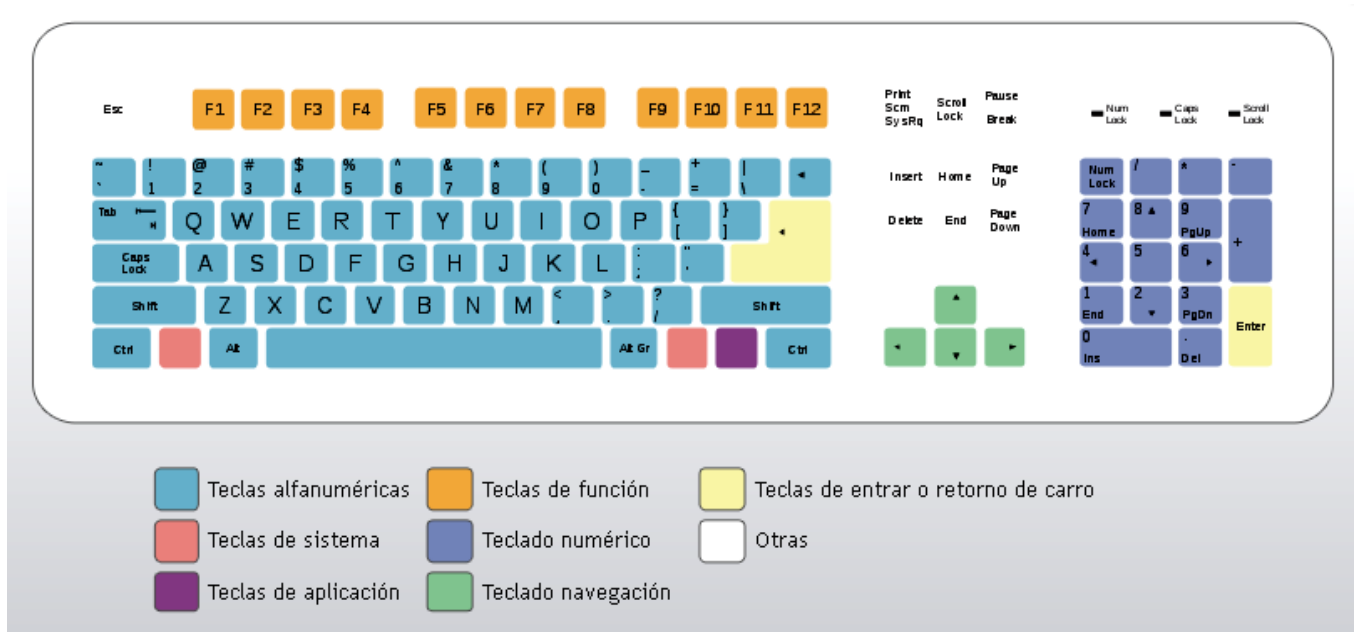 Esc F1 F2 F3 F4 F5 F6 F7 F8 F9 F10 F11 F12
Print Scrn SysRq
Scroll Lock
Pause Break
Num Lock
Caps Lock
Scroll Lock
~ ` ! 1 @ 2 # 3 $ 4 % 5 ^ 6 & 7 * 8 ( 9 ) 0 _ - + = | \
Insert Home Page Up
Num Lock / * -
Tab Q W E R T Y U I O P { [ } ]
Delete End Page Down
7 Home 8 9 PgUp +
Caps Lock A S D F G H J K L : ; " '
4 5 6
Shift Z X C V B N M < , > . ? / Shift
1 End 2 3 PgDn Enter
Ctrl Alt Alt Gr Ctrl
0 Ins . Del
Teclas alfanuméricas Teclas de función Teclas de entrar o retorno de carro
Teclas de sistema Teclado numérico Otras
Teclas de aplicación Teclado navegación